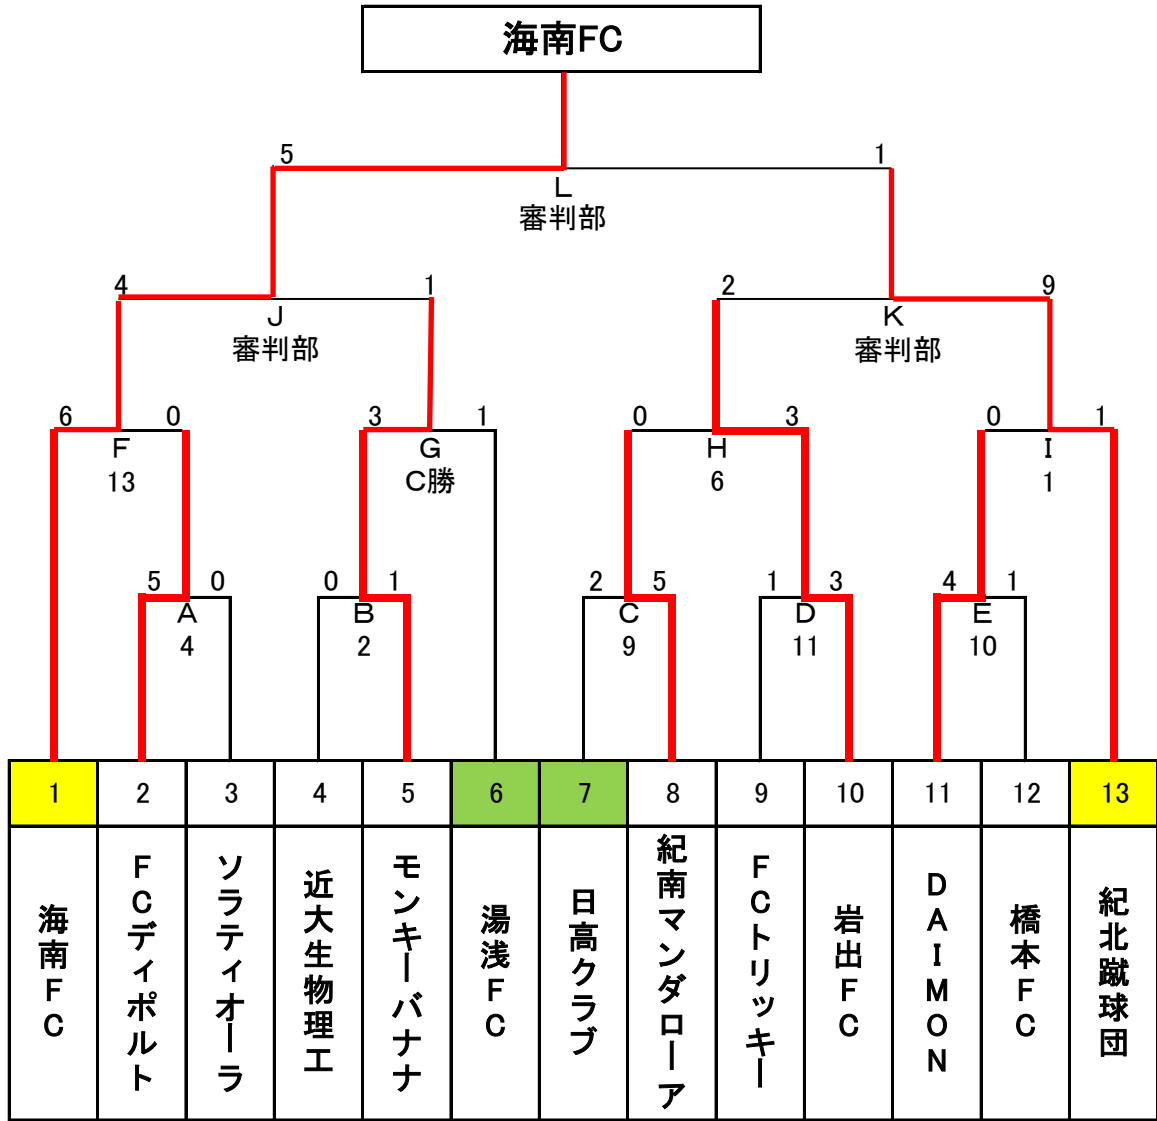 海南FC
5 1
L
審判部
4 1 2 9
J K
審判部 審判部
6 0 3 1 0 3 0 1
F G H I
13 C勝 6 1
5 0 0 1 2 5 1 3 4 1
A B C D E
4 2 9 11 10
1 2 3 4 5 6 7 8 9 10 11 12 13
海南FC
FCディポルト
ソラティオーラ
近大生物理工
モンキーバナナ
湯浅FC
日高クラブ
紀南マンダローア
FCトリッキー
岩出FC
DAIMON
橋本FC
紀北蹴球団